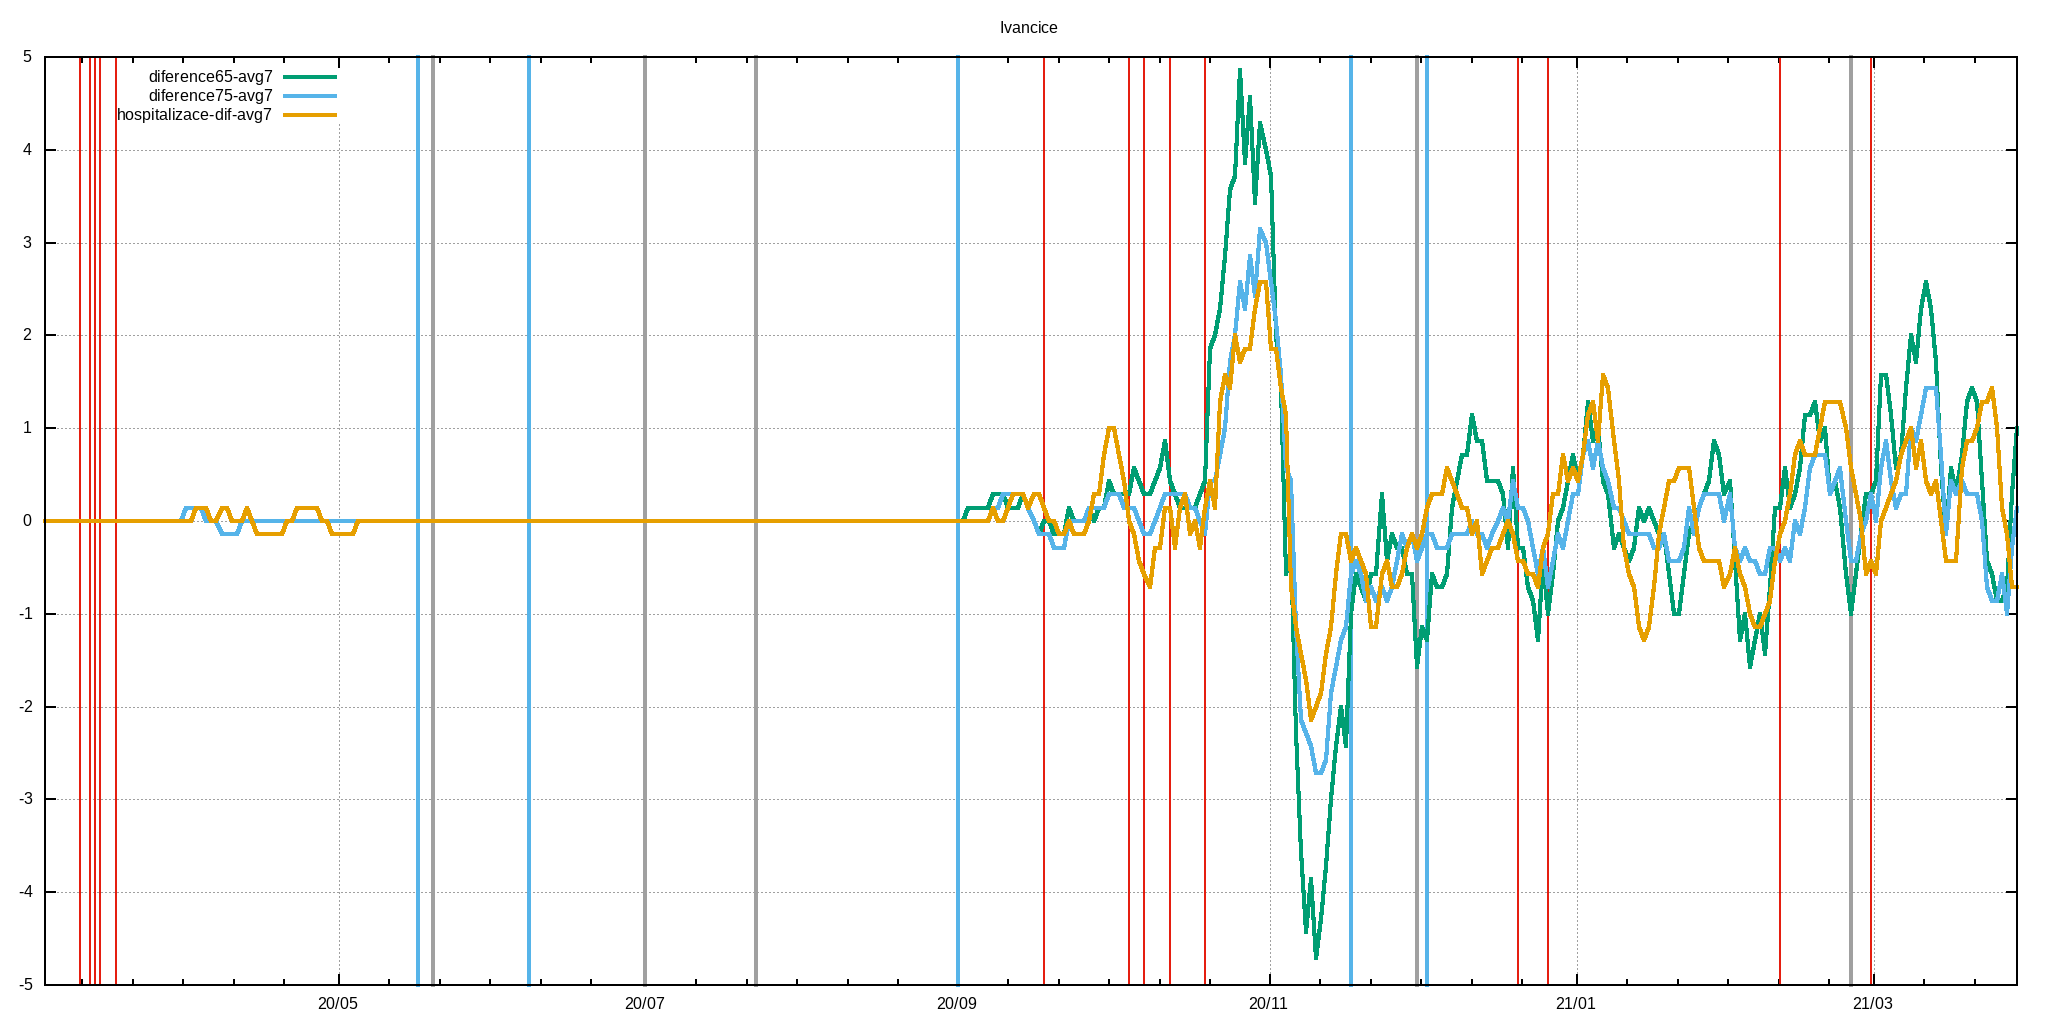 Ivancice
diference65-avg7
diference75-avg7
hospitalizace-dif-avg7
5
4
3
2
1
0
-1
-2
-3
-4
-5
20/05 20/07 20/09 20/11 21/01 21/03